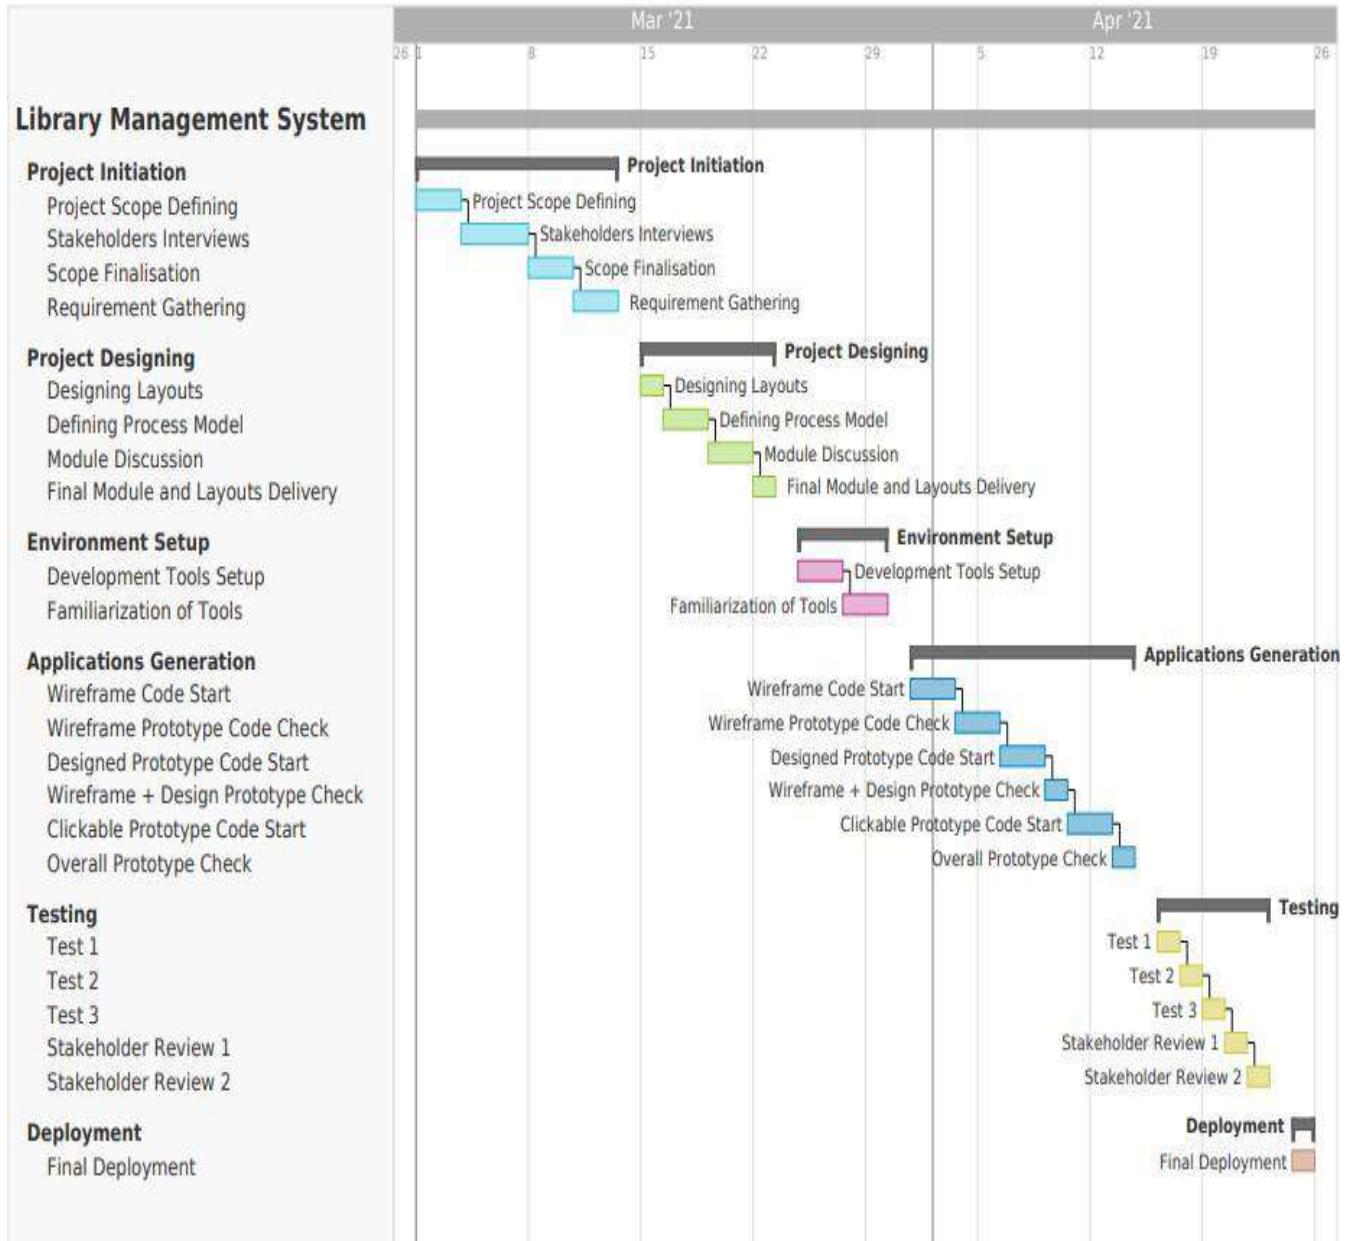 Mar '21 Apr '21
26 1 8 15 22 29 5 12 19 26
Library Management System
Project Initiation Project Initiation
Project Scope Defining Project Scope Defining
Stakeholders Interviews Stakeholders Interviews
Scope Finalisation Scope Finalisation
Requirement Gathering Requirement Gathering
Project Designing Project Designing
Designing Layouts Designing Layouts
Defining Process Model Defining Process Model
Module Discussion Module Discussion
Final Module and Layouts Delivery Final Module and Layouts Delivery
Environment Setup Environment Setup
Development Tools Setup Development Tools Setup
Familiarization of Tools Familiarization of Tools
Applications Generation Applications Generation
Wireframe Code Start Wireframe Code Start
Wireframe Prototype Code Check Wireframe Prototype Code Check
Designed Prototype Code Start Designed Prototype Code Start
Wireframe + Design Prototype Check Wireframe + Design Prototype Check
Clickable Prototype Code Start Clickable Prototype Code Start
Overall Prototype Check Overall Prototype Check
Testing Testing
Test 1 Test 1
Test 2 Test 2
Test 3 Test 3
Stakeholder Review 1 Stakeholder Review 1
Stakeholder Review 2 Stakeholder Review 2
Deployment Deployment
Final Deployment Final Deployment